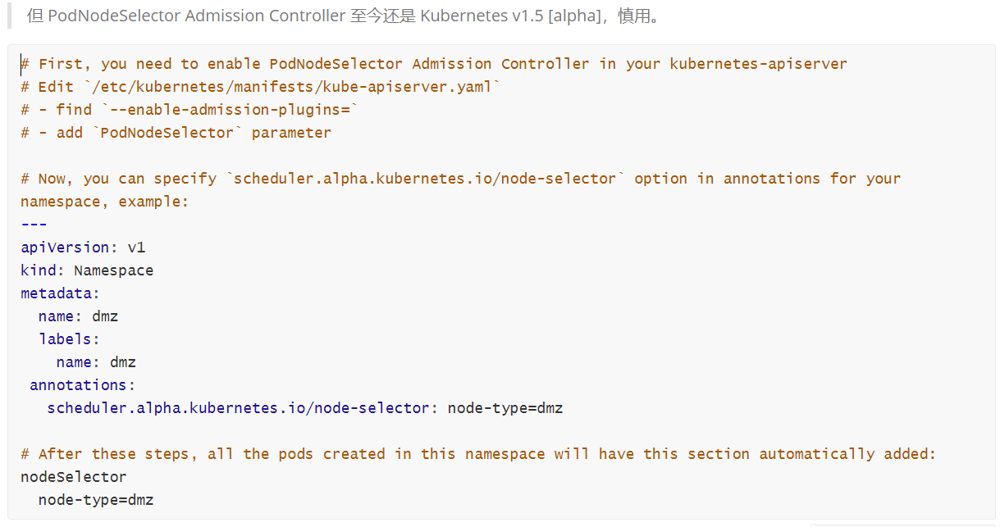 但 PodNodeSelector Admission Controller 至今还是 Kubernetes v1.5 [alpha]，慎用。
# First, you need to enable PodNodeSelector Admission Controller in your kubernetes-apiserver
# Edit `/etc/kubernetes/manifests/kube-apiserver.yaml`
# - find `--enable-admission-plugins=`
# - add `PodNodeSelector` parameter

# Now, you can specify `scheduler.alpha.kubernetes.io/node-selector` option in annotations for your
namespace, example:
---
apiVersion: v1
kind: Namespace
metadata:
  name: dmz
  labels:
    name: dmz
 annotations:
   scheduler.alpha.kubernetes.io/node-selector: node-type=dmz

# After these steps, all the pods created in this namespace will have this section automatically added:
nodeSelector
  node-type=dmz